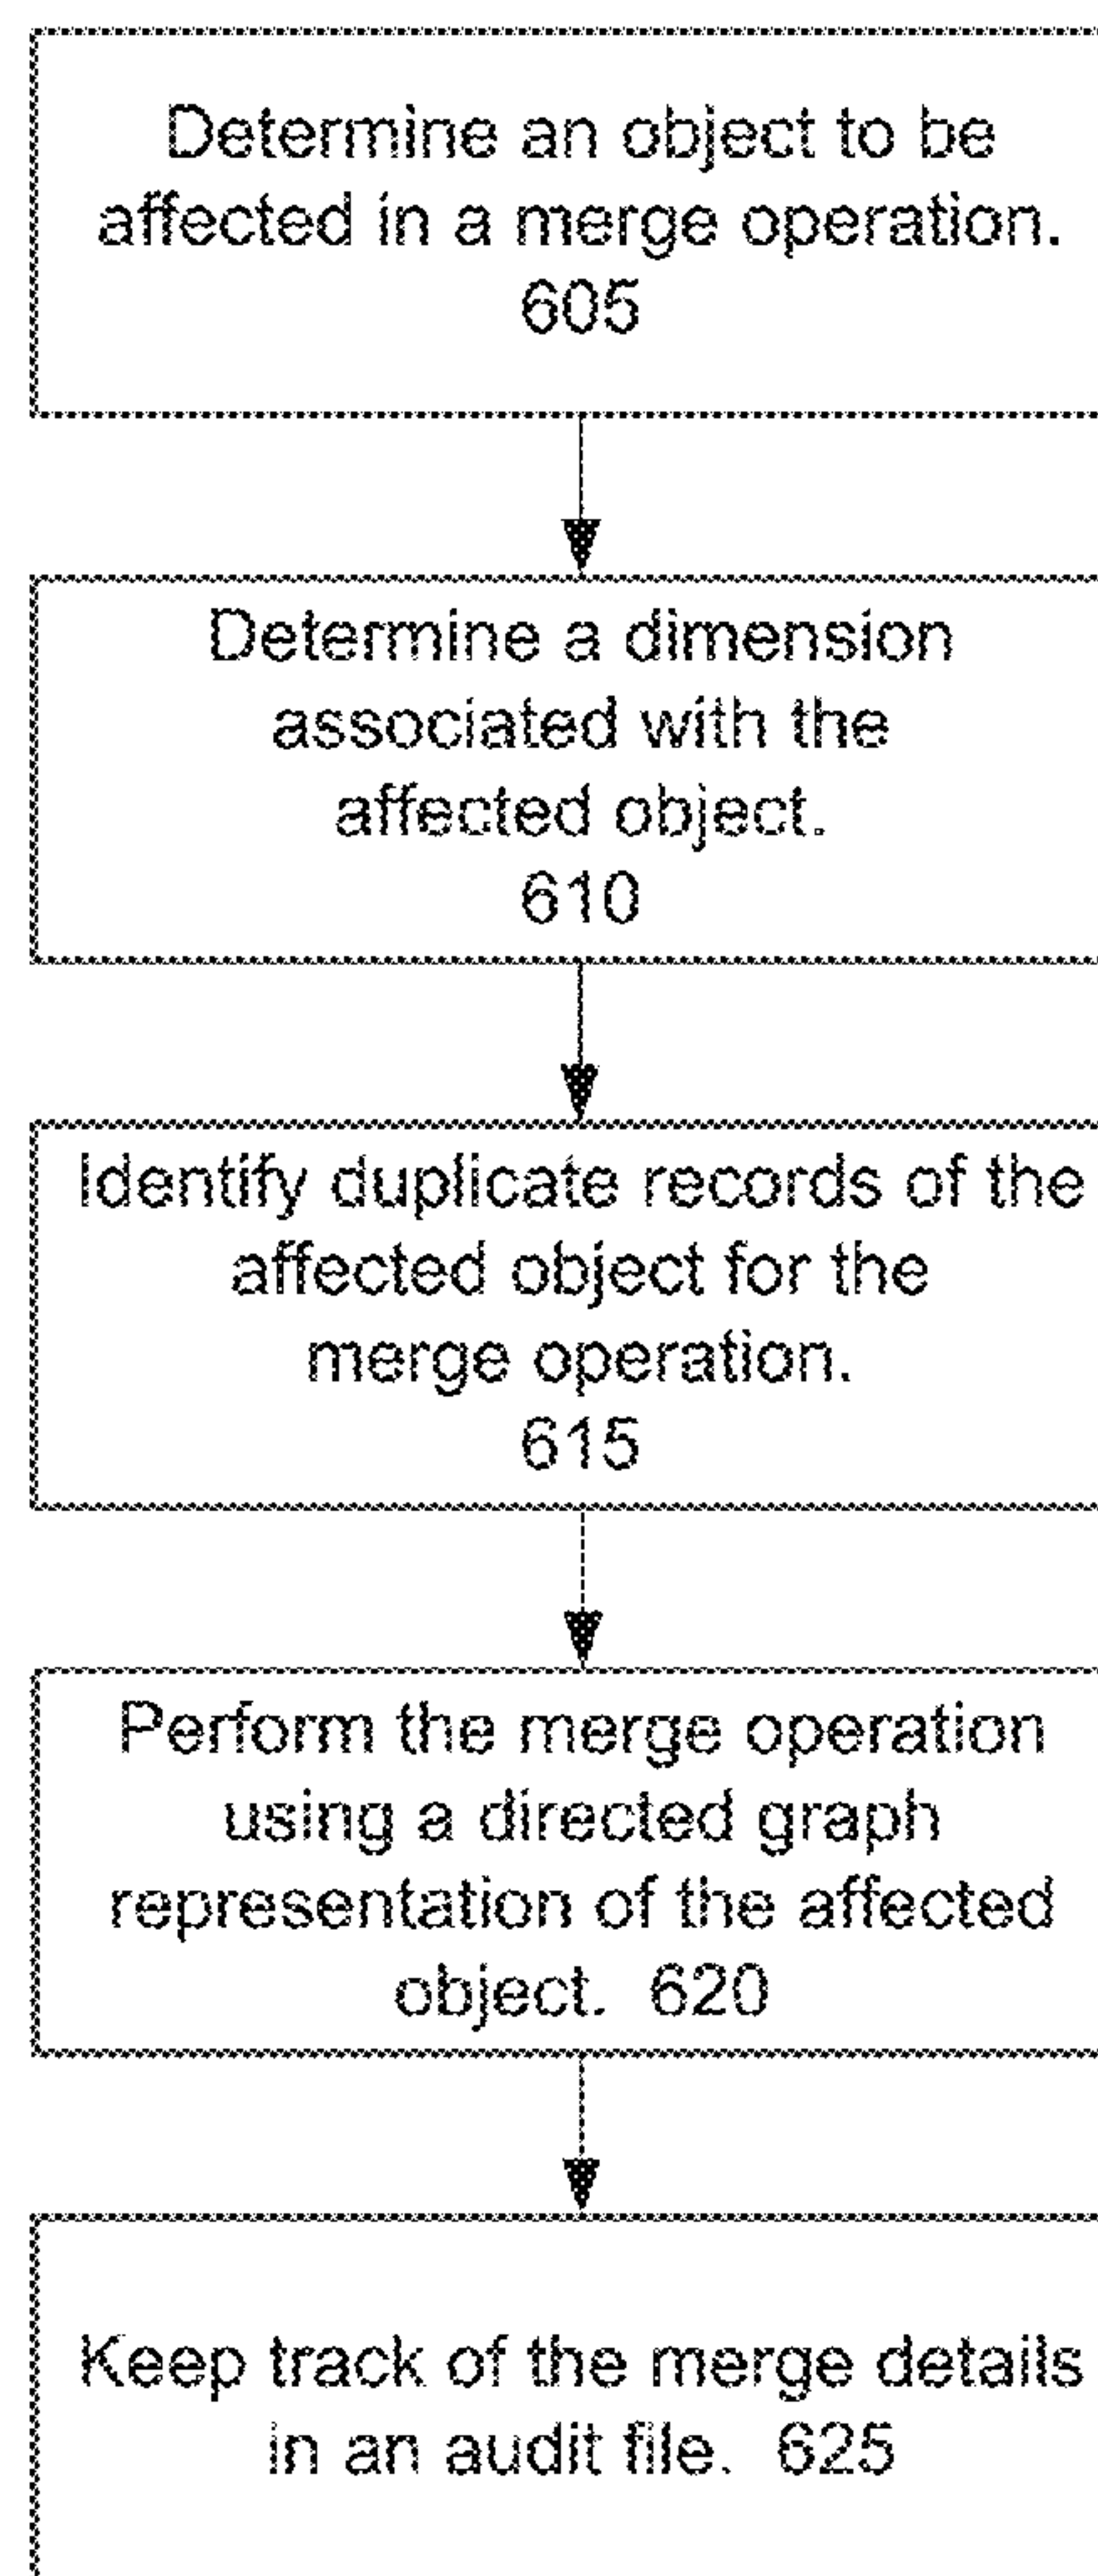 Determine an object to be
affected in a merge operation.
605
Determine a dimension
associated with the
affected object.
610
Identify duplicate records of the
affected object for the
merge operation.
615
Perform the merge operation
using a directed graph
representation of the affected
object. 620
Keep track of the merge details
in an audit file. 625